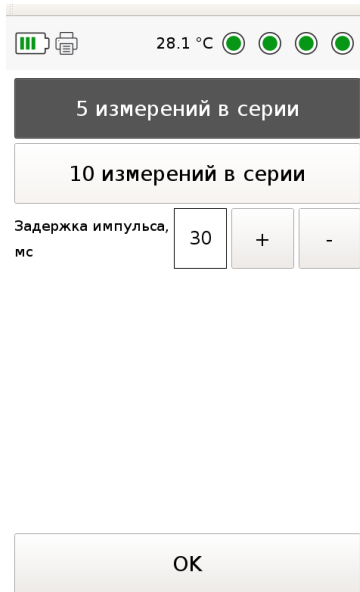 28.1 °C
5 измерений в серии
10 измерений в серии
Задержка импульса,
мс
30
+
-
OK